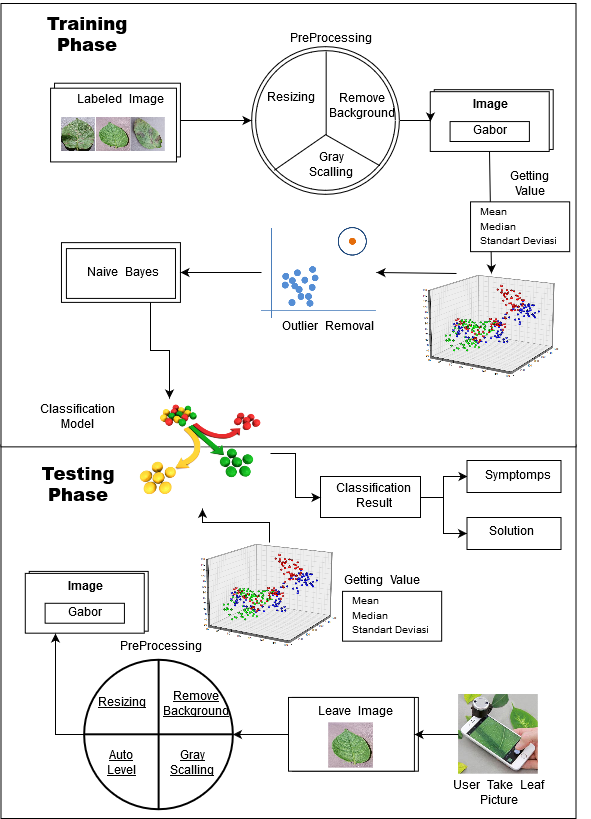 Training
Phase
PreProcessing
Labeled Image
Resizing
Remove
Background
Gray
Scalling
Image
Gabor
Getting
Value
Mean
Median
Standart Deviasi
Naive Bayes
Outlier Removal
Classification
Model
Testing
Phase
Classification
Result
Symptomps
Solution
Image
Gabor
Getting Value
Mean
Median
Standart Deviasi
PreProcessing
Resizing
Remove
Background
Auto
Level
Gray
Scalling
Leave Image
User Take Leaf
Picture